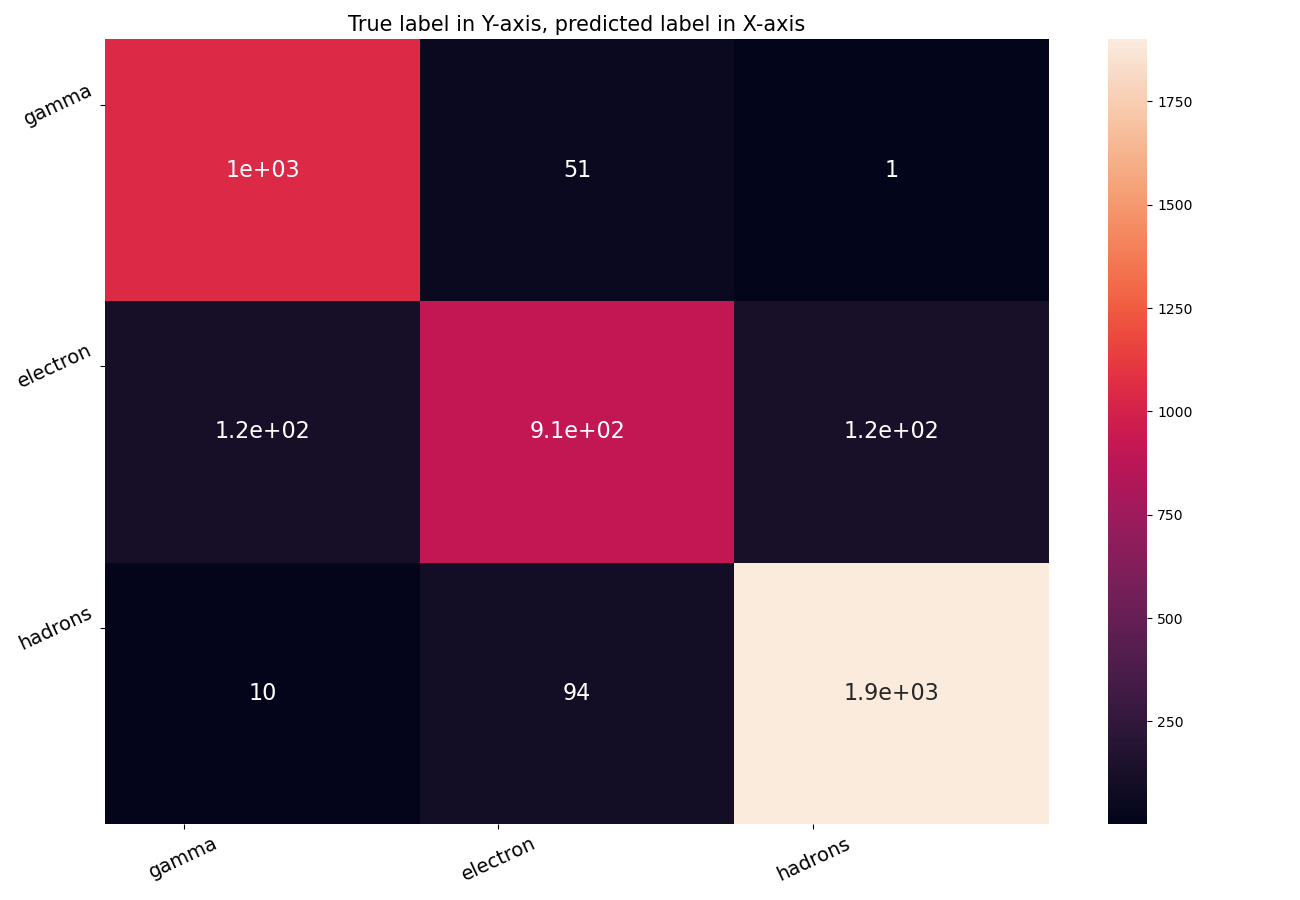 True label in Y-axis, predicted label in X-axis
gamma
1e+03
51
1
electron
1.2e+02
9.1e+02
1.2e+02
hadrons
10
94
1.9e+03
gamma
electron
hadrons
1750
1500
1250
1000
750
500
250